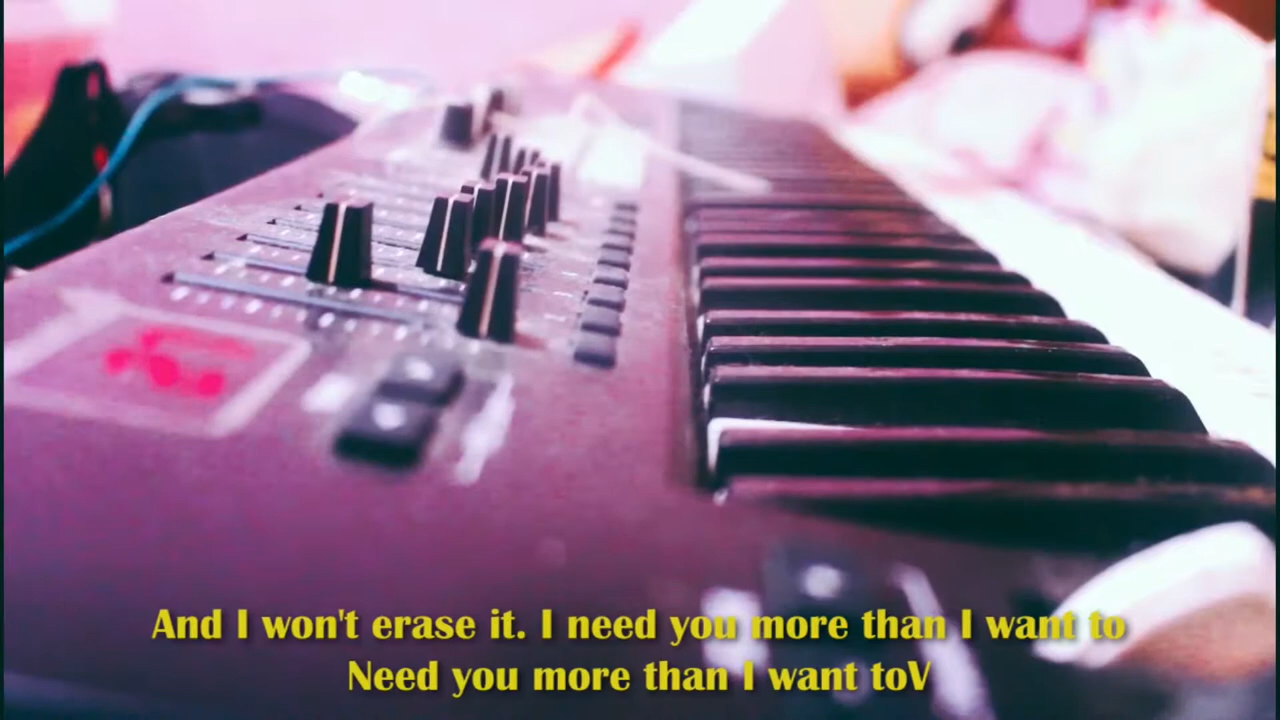 And I won't erase it. I need you more than I want to
Need you more than I want toV